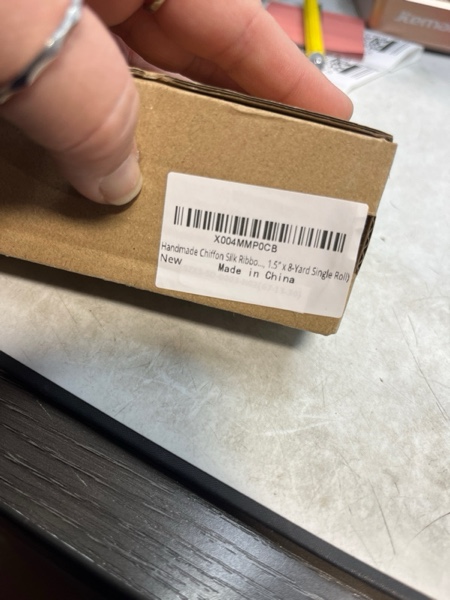 X004MMP0CB
Handmade Chiffon Silk Ribbo... 1.5" x 8-Yard Single Roll)
New
Made in China